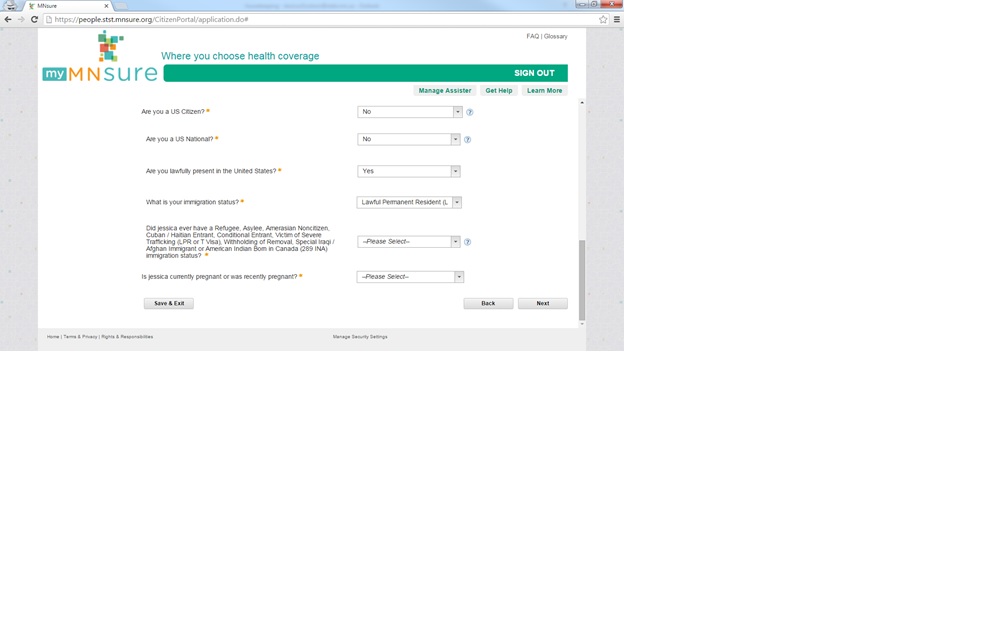 MNsure
https://people.stst.mnsure.org/CitizenPortal/application.do#
FAQ | Glossary
Where you choose health coverage
my MNsure
SIGN OUT
Manage Assister Get Help Learn More
Are you a US Citizen? * No ?
Are you a US National? * No ?
Are you lawfully present in the United States? * Yes
What is your immigration status? * Lawful Permanent Resident (L
Did jessica ever have a Refugee, Asylee, Amerasian Noncitizen,
Cuban / Haitian Entrant, Conditional Entrant, Victim of Severe
Trafficking (LPR or T Visa), Withholding of Removal, Special Iraqi /
Afghan Immigrant or American Indian Born in Canada (289 INA)
immigration status? *
--Please Select-- ?
Is jessica currently pregnant or was recently pregnant? * --Please Select--
Save & Exit Back Next
Home | Terms & Privacy | Rights & Responsibilities Manage Security Settings